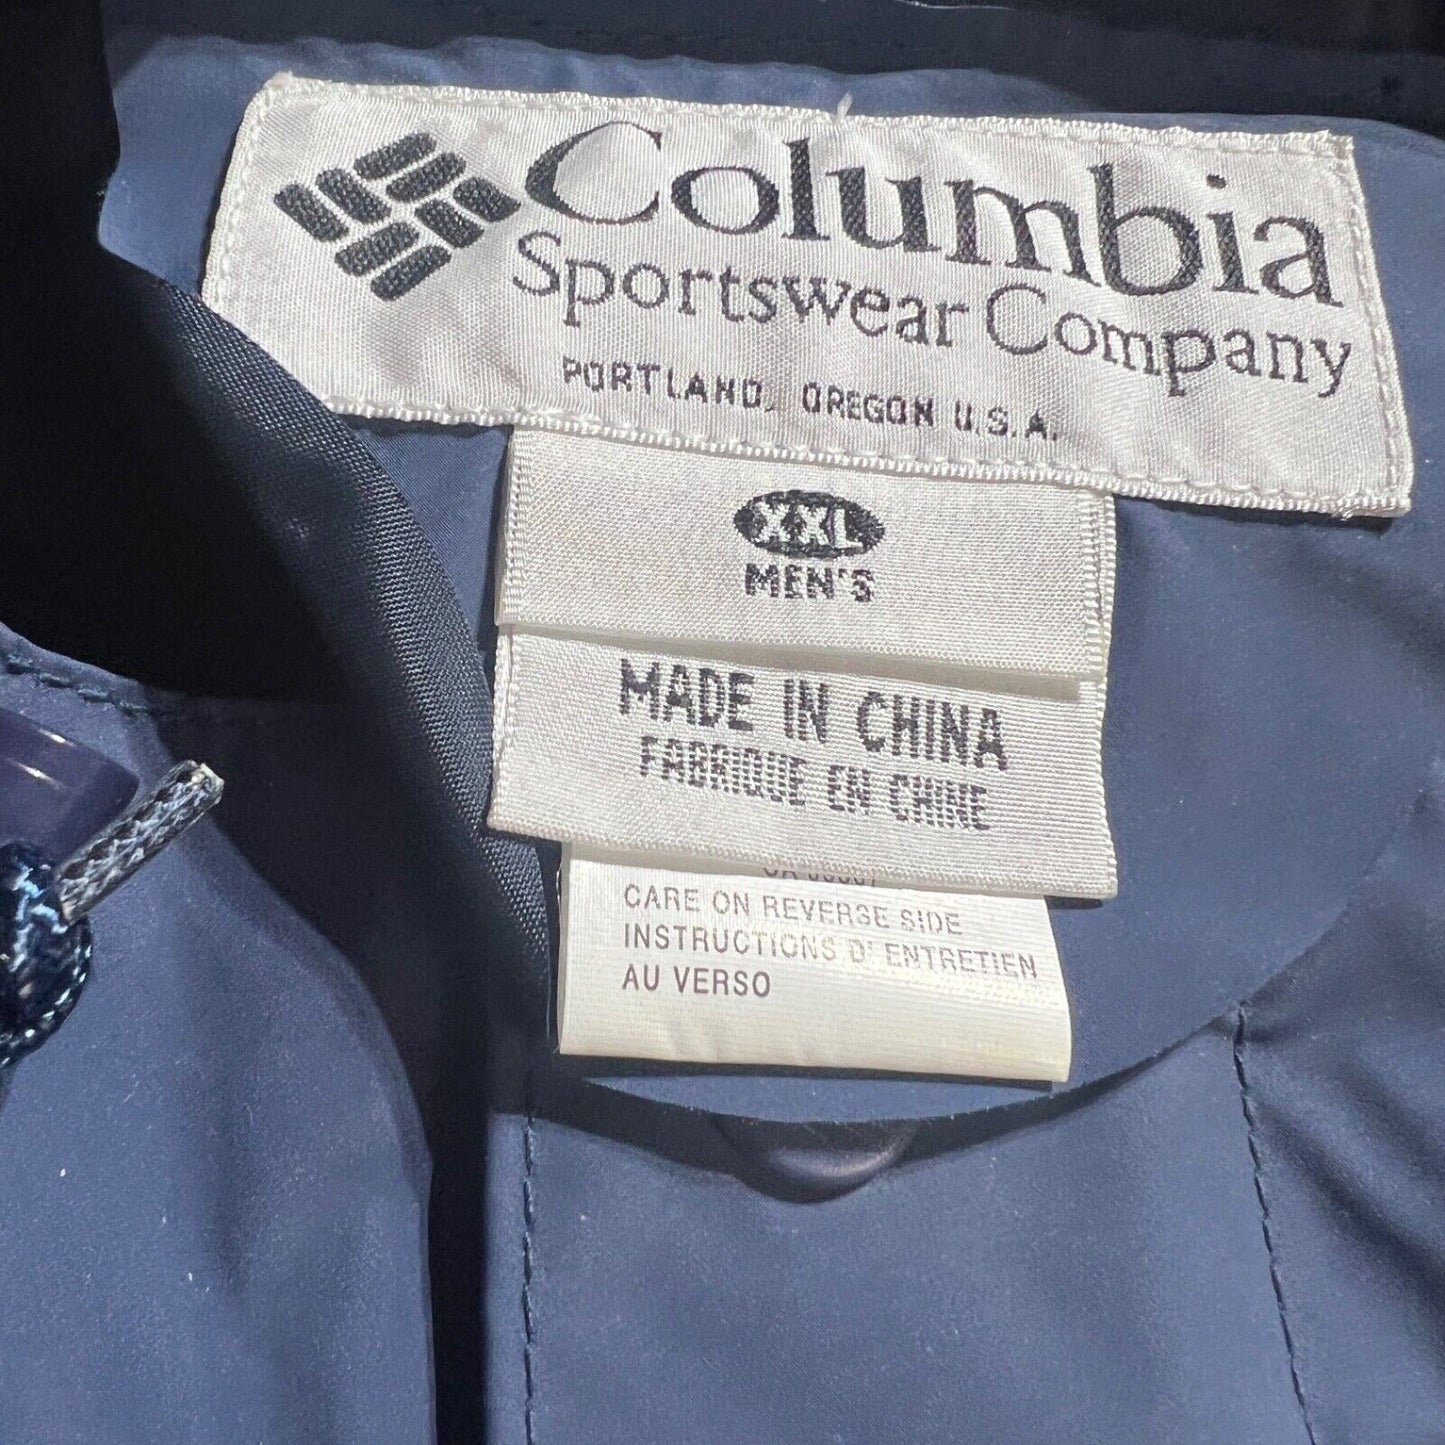 Columbia
Sportswear Company
PORTLAND, OREGON U.S.A.
XXL
MEN'S
MADE IN CHINA
FABRIQUE EN CHINE
CARE ON REVERSE SIDE
INSTRUCTIONS D' ENTRETIEN
AU VERSO